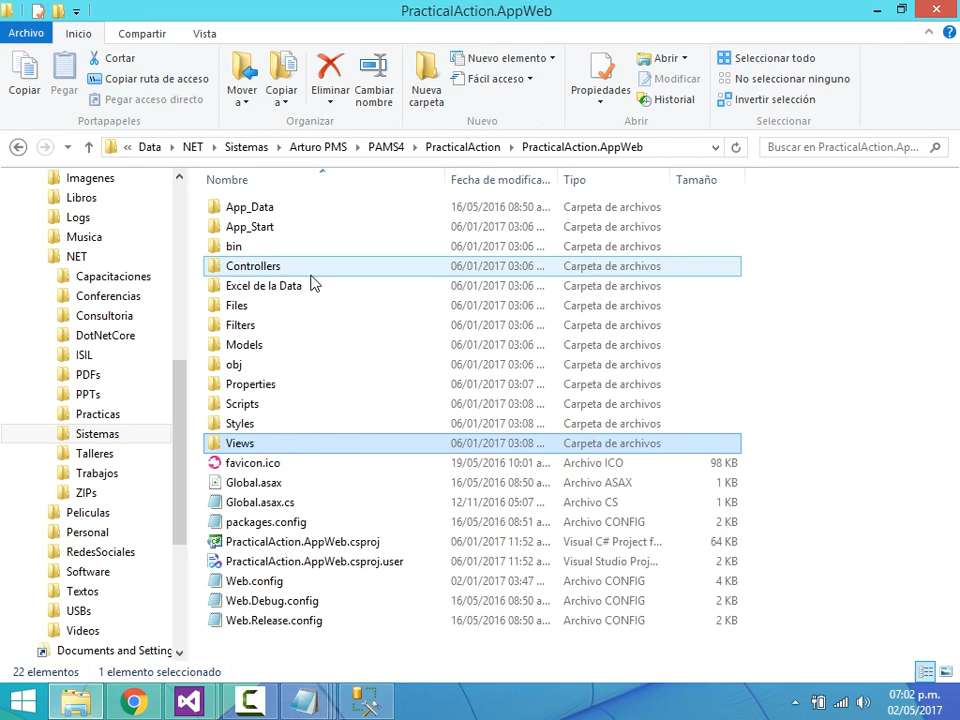 PracticalAction.AppWeb
Archivo Inicio Compartir Vista
Copiar
Pegar
Cortar
Copiar ruta de acceso
Pegar acceso directo
Portapapeles
Mover a
Copiar a
Eliminar
Cambiar nombre
Organizar
Nueva carpeta
Nuevo elemento
Fácil acceso
Nuevo
Propiedades
Abrir
Modificar
Historial
Abrir
Seleccionar todo
No seleccionar ninguno
Invertir selección
Seleccionar
« Data NET Sistemas Arturo PMS PAMS4 PracticalAction PracticalAction.AppWeb
Buscar en PracticalAction.Ap...
Imagenes
Libros
Logs
Musica
NET
Capacitaciones
Conferencias
Consultoria
DotNetCore
ISIL
PDFs
PPTs
Practicas
Sistemas
Talleres
Trabajos
ZIPs
Peliculas
Personal
RedesSociales
Software
Textos
USBs
Videos
Documents and Setting
Nombre Fecha de modifica... Tipo Tamaño
App_Data 16/05/2016 08:50 a... Carpeta de archivos
App_Start 06/01/2017 03:06 ... Carpeta de archivos
bin 06/01/2017 03:06 ... Carpeta de archivos
Controllers 06/01/2017 03:06 ... Carpeta de archivos
Excel de la Data 06/01/2017 03:06 ... Carpeta de archivos
Files 06/01/2017 03:06 ... Carpeta de archivos
Filters 06/01/2017 03:06 ... Carpeta de archivos
Models 06/01/2017 03:06 ... Carpeta de archivos
obj 06/01/2017 03:06 ... Carpeta de archivos
Properties 06/01/2017 03:07 ... Carpeta de archivos
Scripts 06/01/2017 03:08 ... Carpeta de archivos
Styles 06/01/2017 03:08 ... Carpeta de archivos
Views 06/01/2017 03:08 ... Carpeta de archivos
favicon.ico 19/05/2016 10:01 a... Archivo ICO 98 KB
Global.asax 16/05/2016 08:50 a... Archivo ASAX 1 KB
Global.asax.cs 12/11/2016 05:07 ... Archivo CS 1 KB
packages.config 16/05/2016 08:51 a... Archivo CONFIG 2 KB
PracticalAction.AppWeb.csproj 06/01/2017 11:52 a... Visual C# Project f... 64 KB
PracticalAction.AppWeb.csproj.user 06/01/2017 11:52 a... Visual Studio Proj... 2 KB
Web.config 02/01/2017 03:47 ... Archivo CONFIG 4 KB
Web.Debug.config 16/05/2016 08:50 a... Archivo CONFIG 2 KB
Web.Release.config 16/05/2016 08:50 a... Archivo CONFIG 2 KB
22 elementos 1 elemento seleccionado
07:02 p.m.
02/05/2017